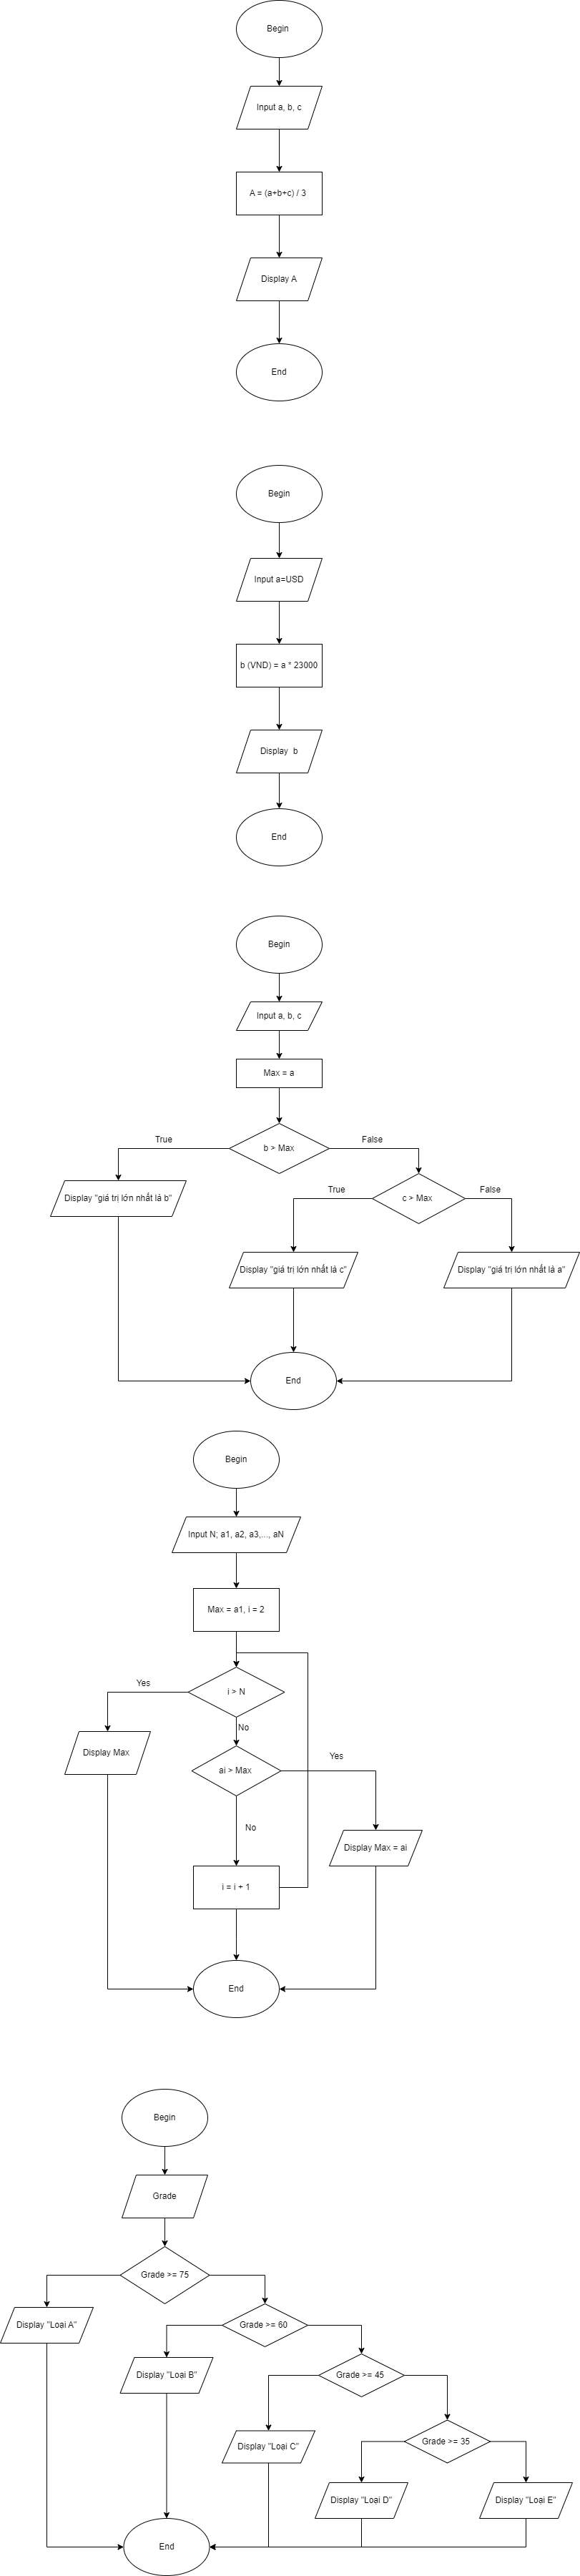 Begin
Input a, b, c
A = (a+b+c) / 3
Display A
End
Begin
Input a=USD
b (VND) = a * 23000
Display b
End
Begin
Input a, b, c
Max = a
b > Max
True
False
Display "giá trị lớn nhất là b"
c > Max
True
False
Display "giá trị lớn nhất là c"
Display "giá trị lớn nhất là a"
End
Begin
Input N; a1, a2, a3,..., aN
Max = a1, i = 2
i > N
Yes
No
Display Max
ai > Max
Yes
No
Display Max = ai
i = i + 1
End
Begin
Grade
Grade >= 75
Display "Loại A"
Grade >= 60
Display "Loại B"
Grade >= 45
Display "Loại C"
Grade >= 35
Display "Loại D"
Display "Loại E"
End